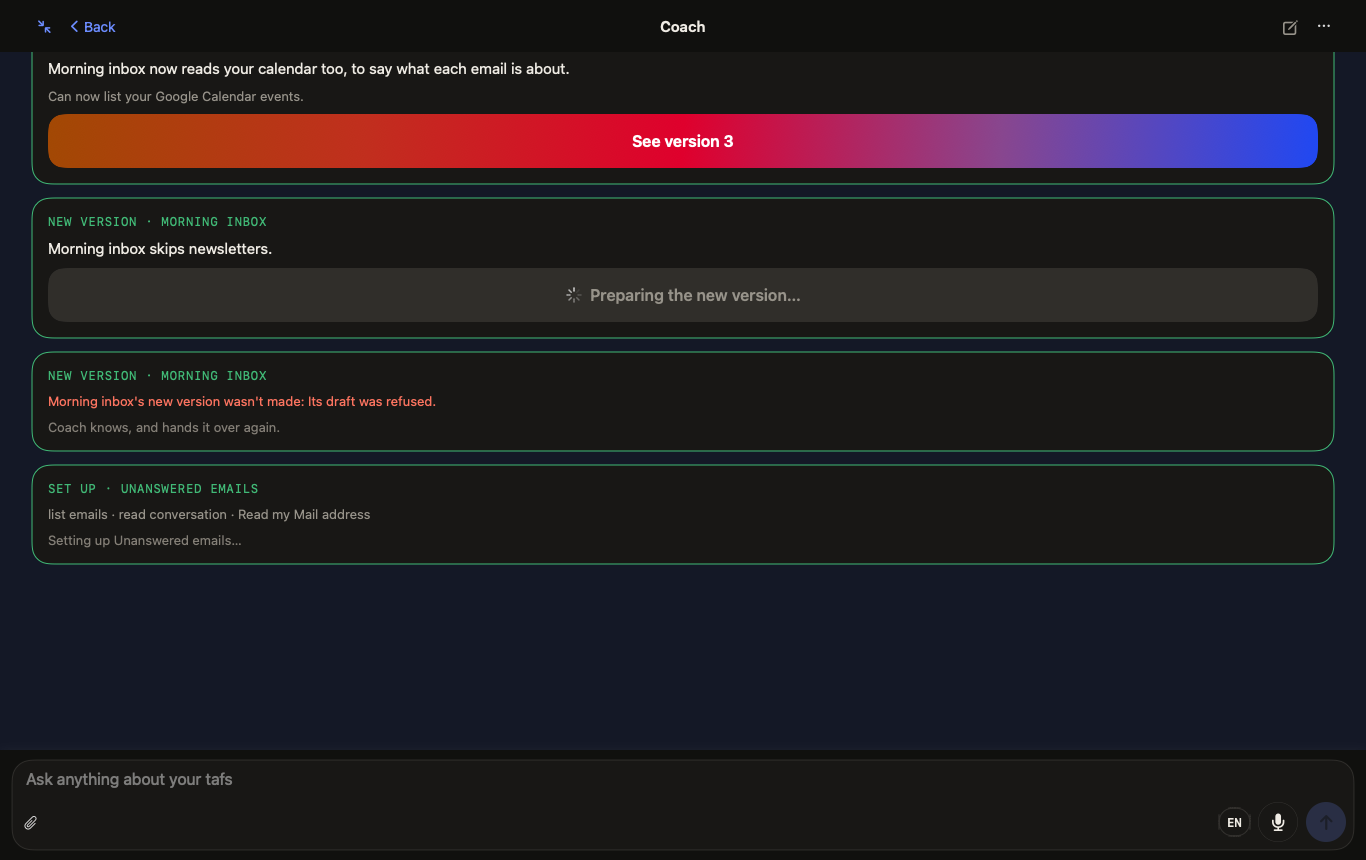 Back
Coach
Morning inbox now reads your calendar too, to say what each email is about.
Can now list your Google Calendar events.
See version 3
NEW VERSION · MORNING INBOX
Morning inbox skips newsletters.
Preparing the new version...
NEW VERSION · MORNING INBOX
Morning inbox's new version wasn't made: Its draft was refused.
Coach knows, and hands it over again.
SET UP · UNANSWERED EMAILS
list emails · read conversation · Read my Mail address
Setting up Unanswered emails...
Ask anything about your tafs
EN